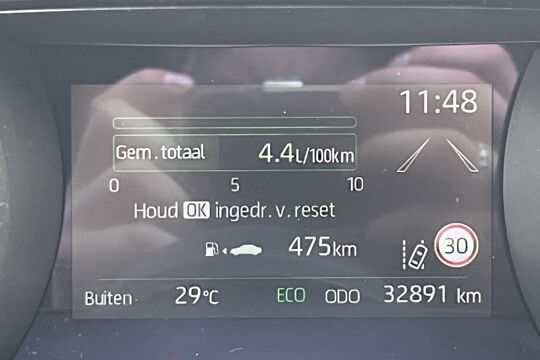 11:48
Gem. totaal 4.4L/100km
0 5 10
Houd OK ingedr. v. reset
475km
30
Buiten 29°C ECO ODO 32891 km